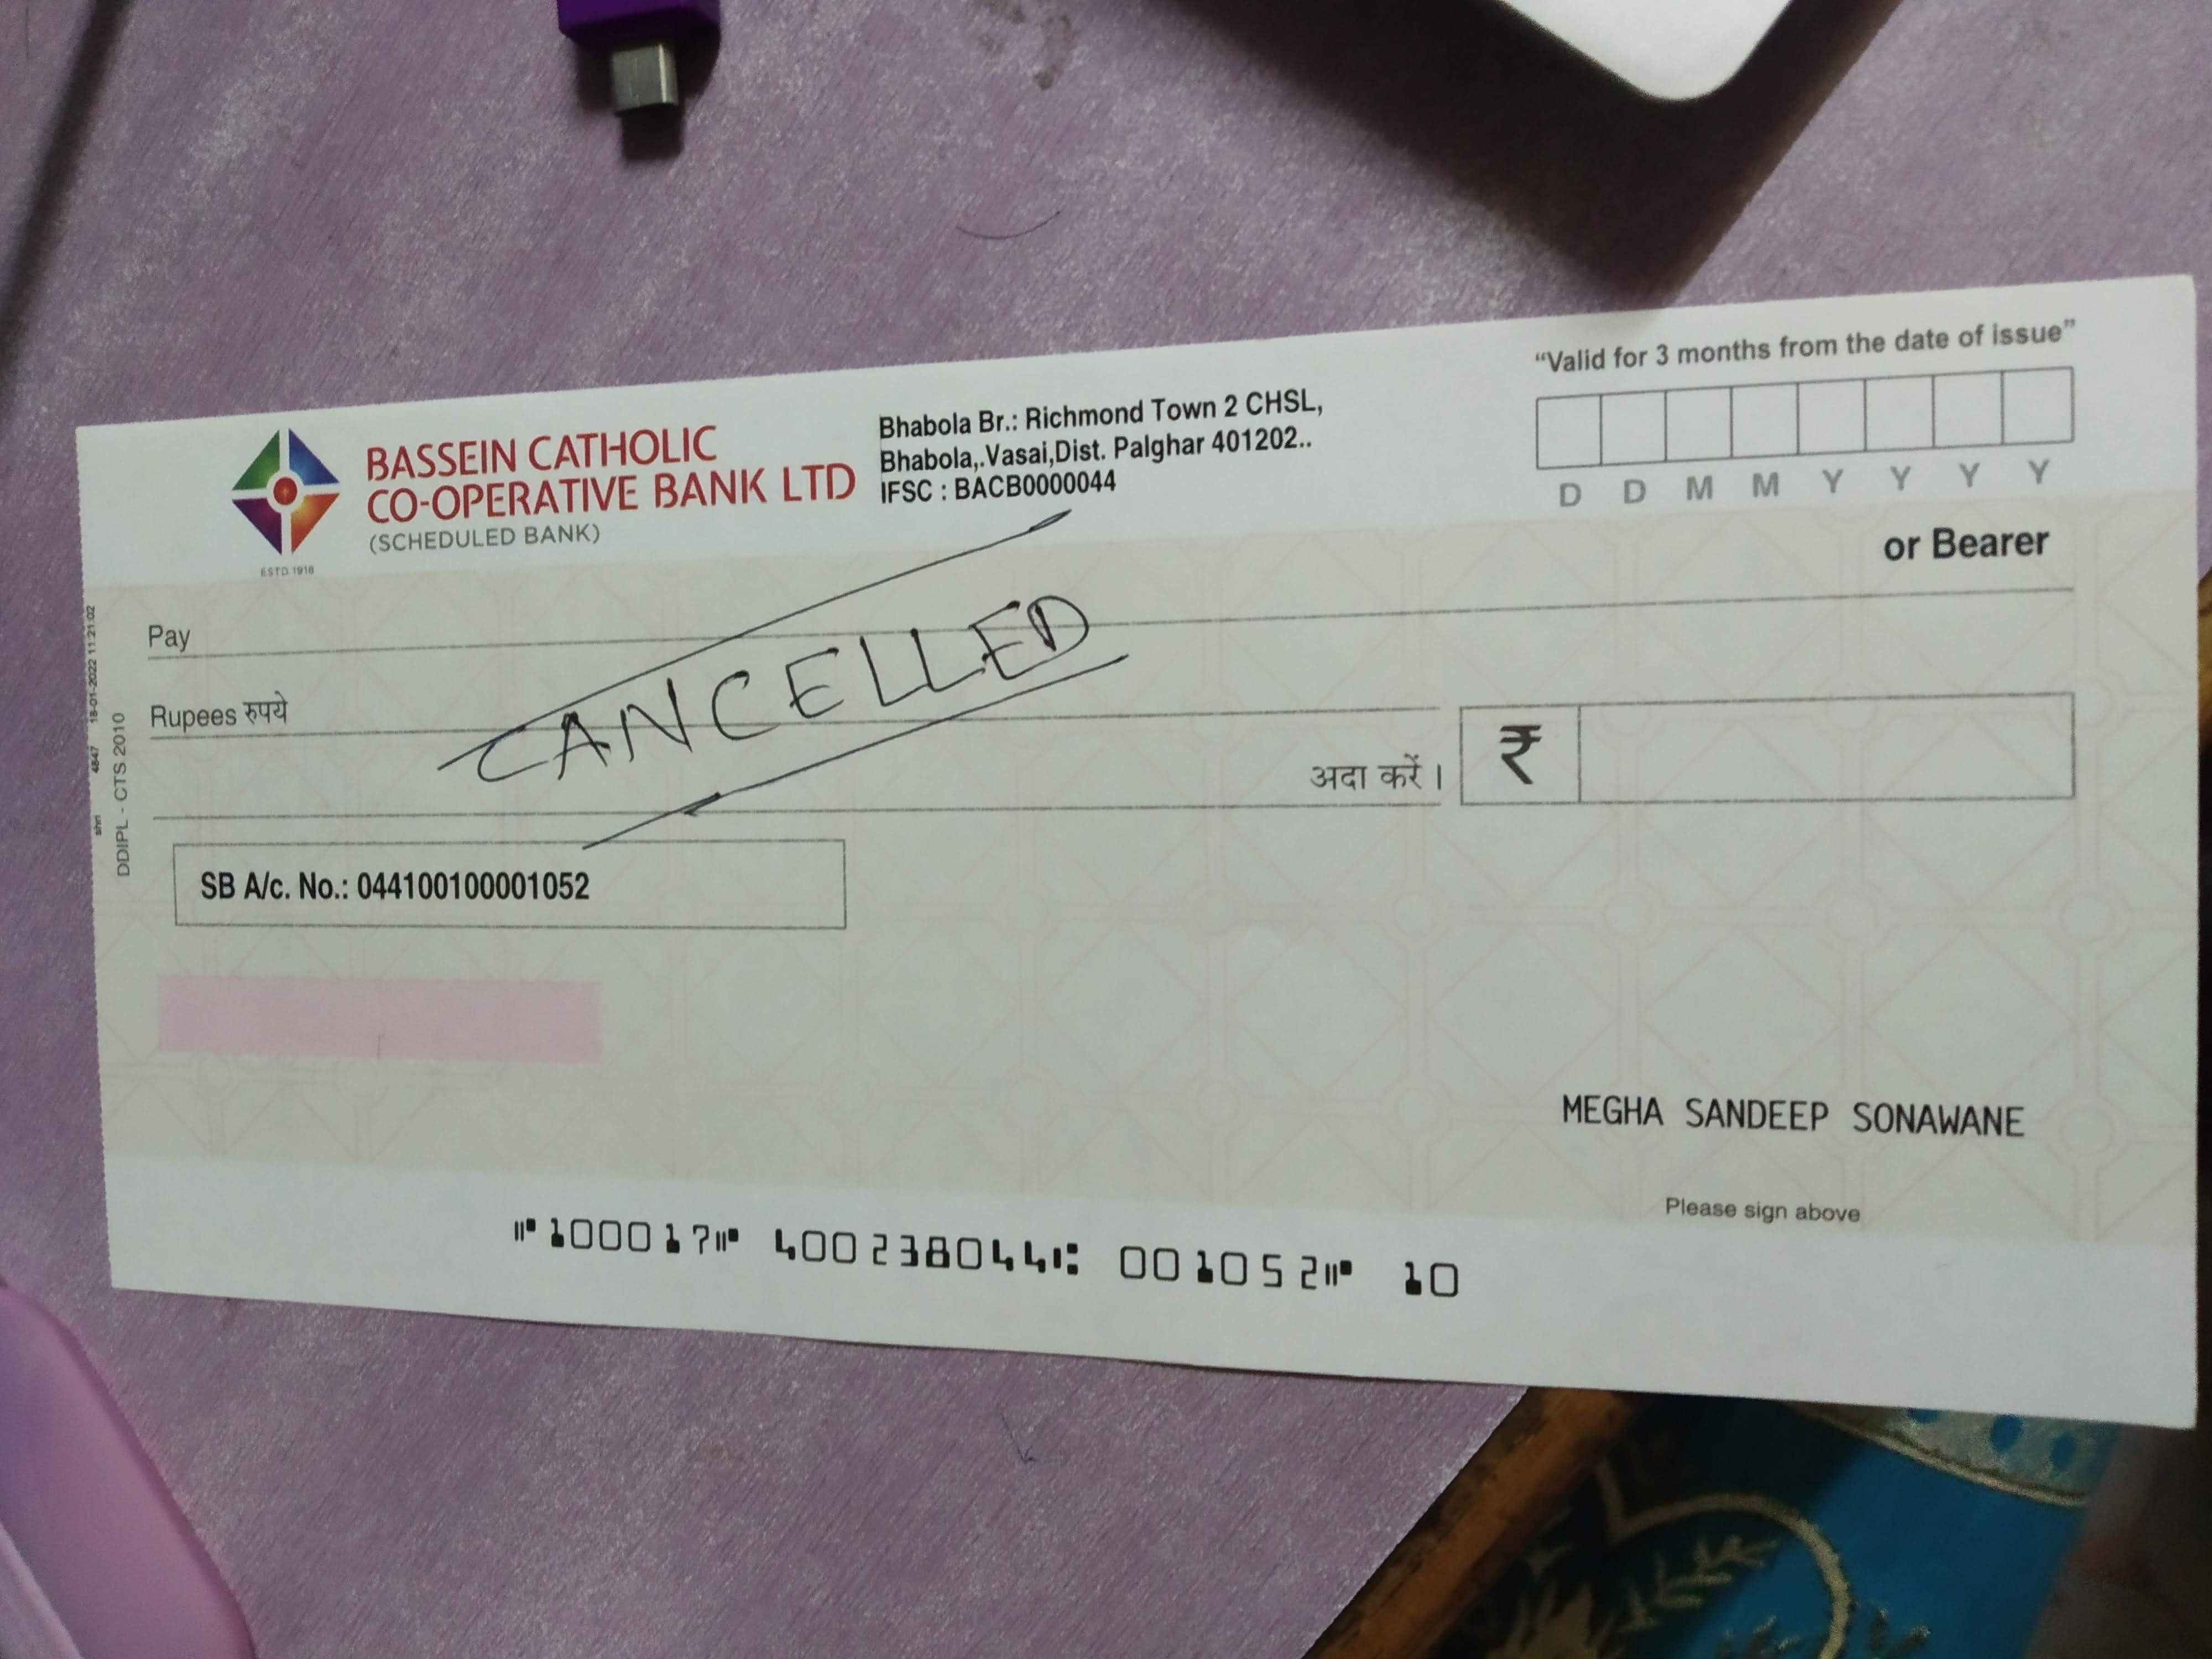 "Valid for 3 months from the date of issue"
D D M M Y Y Y Y
BASSEIN CATHOLIC
CO-OPERATIVE BANK LTD
(SCHEDULED BANK)
ESTD.1918
Bhabola Br.: Richmond Town 2 CHSL,
Bhabola,.Vasai,Dist. Palghar 401202..
IFSC : BACB0000044
or Bearer
Pay
CANCELLED
Rupees रुपये
अदा करें।
₹
SB A/c. No.: 044100100001052
shri 4847 18-01-2022 11:21:02
DDIPL - CTS 2010
MEGHA SANDEEP SONAWANE
Please sign above
⑈100017⑈ 400238044⑆ 001052⑈ 10